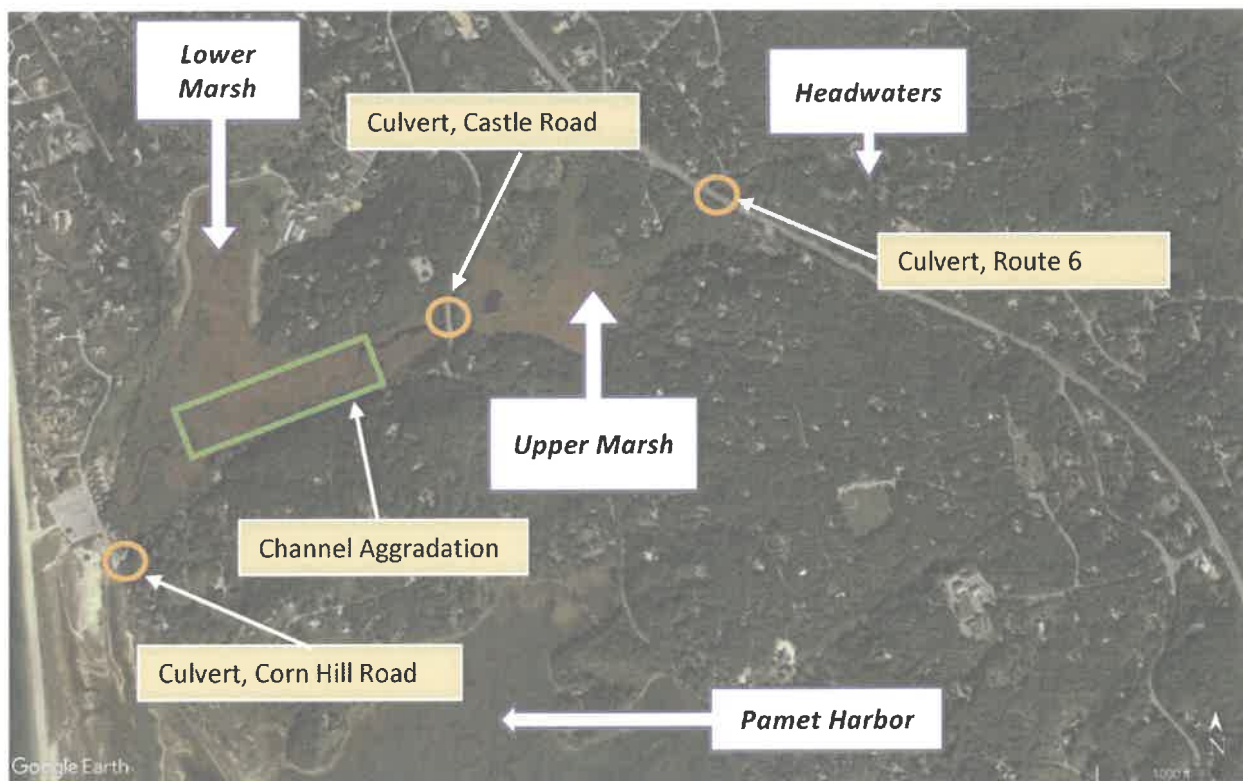 Lower
Marsh
Headwaters
Culvert, Castle Road
Culvert, Route 6
Upper Marsh
Channel Aggradation
Culvert, Corn Hill Road
Pamet Harbor
N
Google Earth